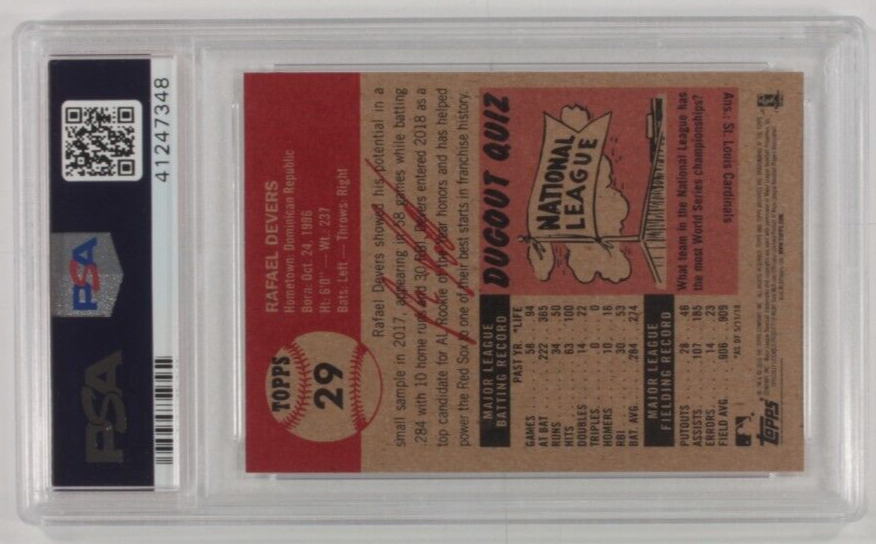 PSA
PSA
41247348
TOPPS
29
RAFAEL DEVERS
Hometown: Dominican Republic
Born: Oct. 24, 1996
Ht: 6'0" — Wt. 237
Bats: Left — Throws: Right
Rafael Devers showed his potential in a
small sample in 2017, appearing in 58 games while batting
.284 with 10 home runs and 30 RBI. Devers entered 2018 as a
top candidate for AL Rookie of the Year honors and has helped
power the Red Sox to one of their best starts in franchise history.
MAJOR LEAGUE
BATTING RECORD
PAST YR. *LIFE
GAMES 58 94
AT BAT 222 365
RUNS 34 50
HITS 63 100
DOUBLES 14 22
TRIPLES 0 0
HOMERS 10 16
RBI 30 53
BAT. AVG. .284 .274
MAJOR LEAGUE
FIELDING RECORD
PUTOUTS 28 46
ASSISTS 107 185
ERRORS 14 23
FIELD AVG. .906 .909
*AS OF 5/13/18
DUGOUT QUIZ
NATIONAL
LEAGUE
What team in the National League has
the most World Series championships?
Ans.: St. Louis Cardinals
Topps